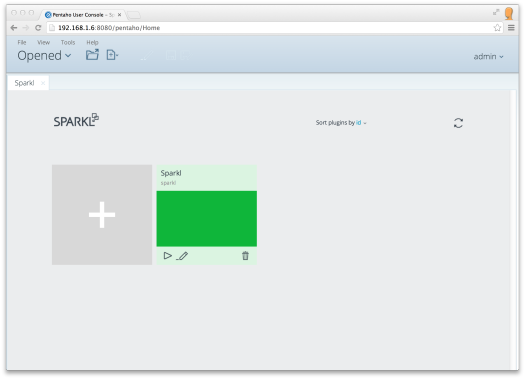 Pentaho User Console - Sp
192.168.1.6:8080/pentaho/Home
File View Tools Help
Opened
admin
Sparkl
SPARKL
Sort plugins by id
Sparkl
sparkl